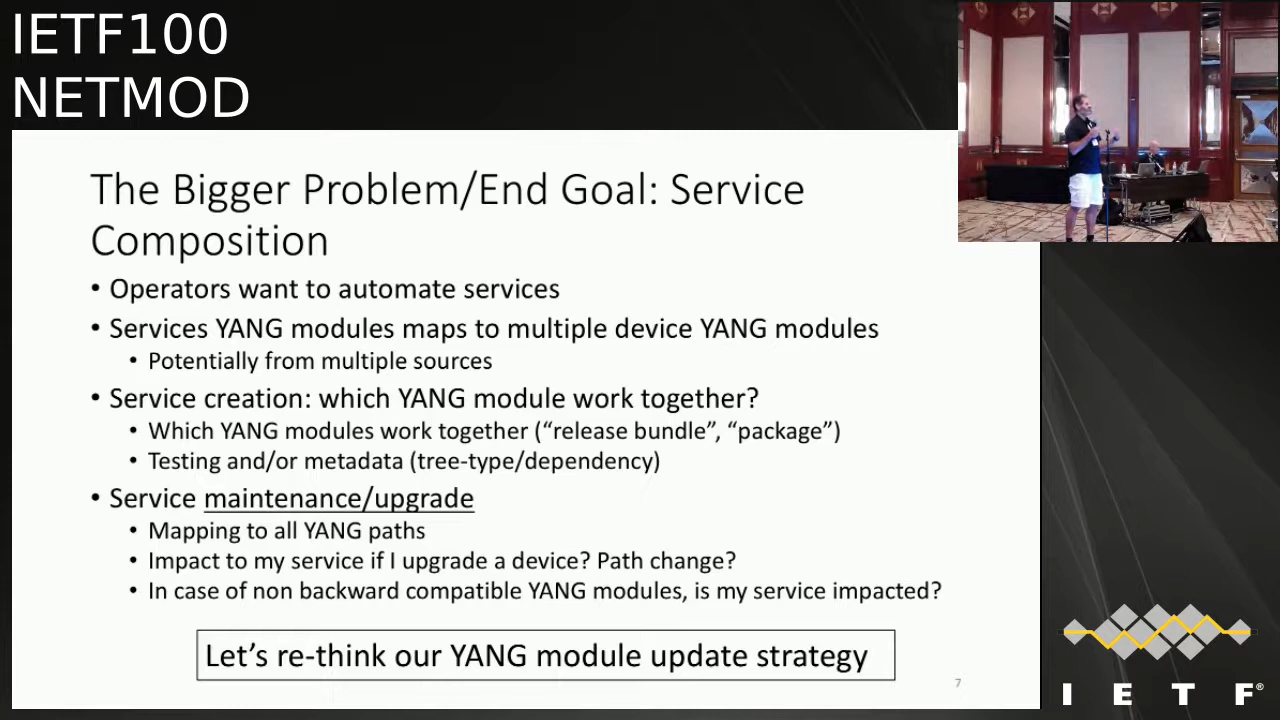 IETF100
NETMOD
The Bigger Problem/End Goal: Service
Composition
• Operators want to automate services
• Services YANG modules maps to multiple device YANG modules
• Potentially from multiple sources
• Service creation: which YANG module work together?
• Which YANG modules work together (“release bundle”, “package”)
• Testing and/or metadata (tree-type/dependency)
• Service maintenance/upgrade
• Mapping to all YANG paths
• Impact to my service if I upgrade a device? Path change?
• In case of non backward compatible YANG modules, is my service impacted?
Let’s re-think our YANG module update strategy
7
I E T F®